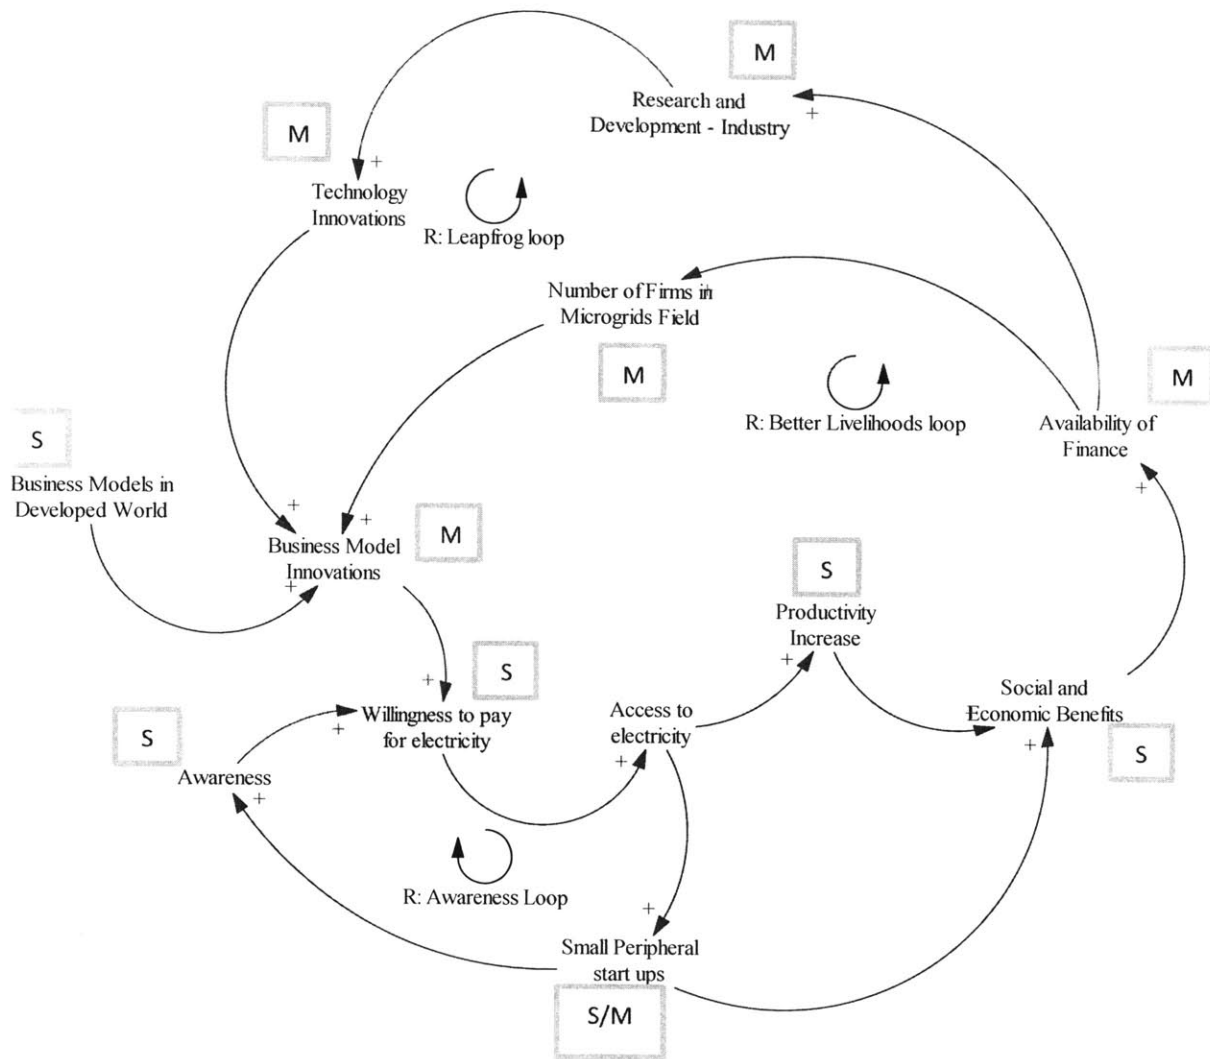 M
Research and
Development - Industry
+
M
+
Technology
Innovations
R: Leapfrog loop
Number of Firms in
Microgrids Field
+
M
M
R: Better Livelihoods loop
Availability of
Finance
+
S
Business Models in
Developed World
+
+
Business Model
Innovations
+
M
S
Productivity
Increase
+
S
+
Willingness to pay
for electricity
+
S
Awareness
+
Access to
electricity
+
Social and
Economic Benefits
+
+
S
R: Awareness Loop
+
Small Peripheral
start ups
S/M